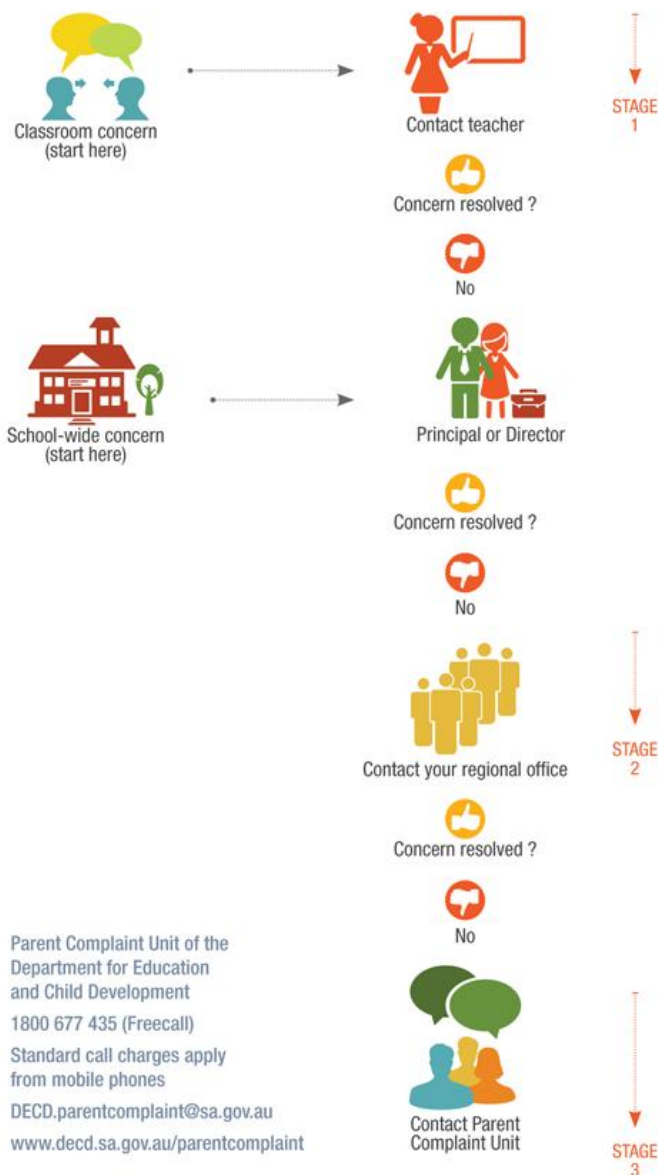 Classroom concern
(start here)
Contact teacher
STAGE
1
Concern resolved ?
No
School-wide concern
(start here)
Principal or Director
Concern resolved ?
No
Contact your regional office
STAGE
2
Concern resolved ?
No
Parent Complaint Unit of the
Department for Education
and Child Development
1800 677 435 (Freecall)
Standard call charges apply
from mobile phones
DECD.parentcomplaint@sa.gov.au
www.decd.sa.gov.au/parentcomplaint
Contact Parent
Complaint Unit
STAGE
3